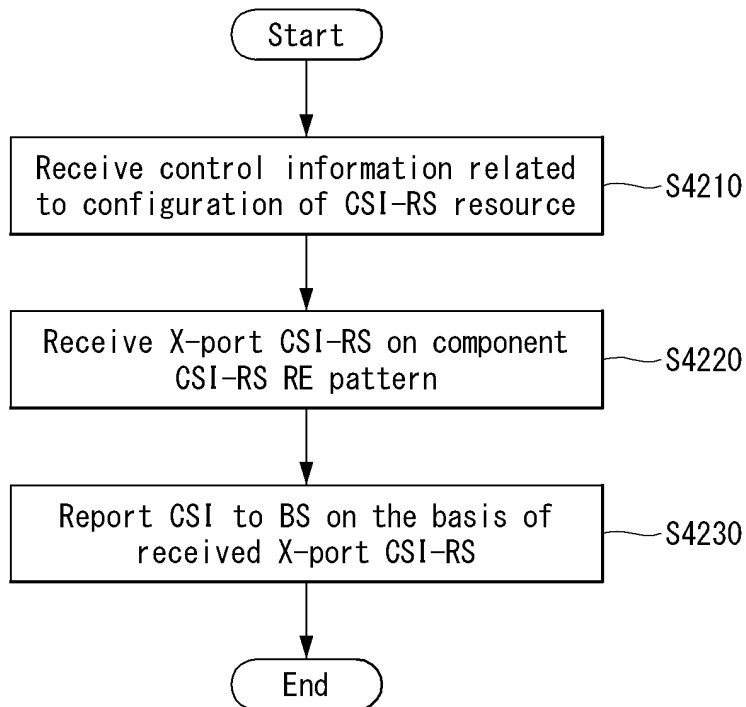 Start
Receive control information related
to configuration of CSI-RS resource
S4210
Receive X-port CSI-RS on component
CSI-RS RE pattern
S4220
Report CSI to BS on the basis of
received X-port CSI-RS
S4230
End